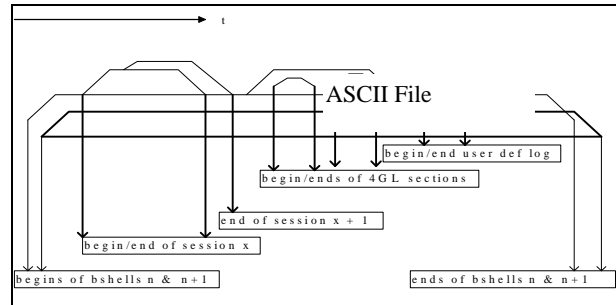 t
ASCII File
begin/end user def log
begin/ends of 4GL sections
end of session x + 1
begin/end of session x
begins of bshells n & n+1
ends of bshells n & n+1